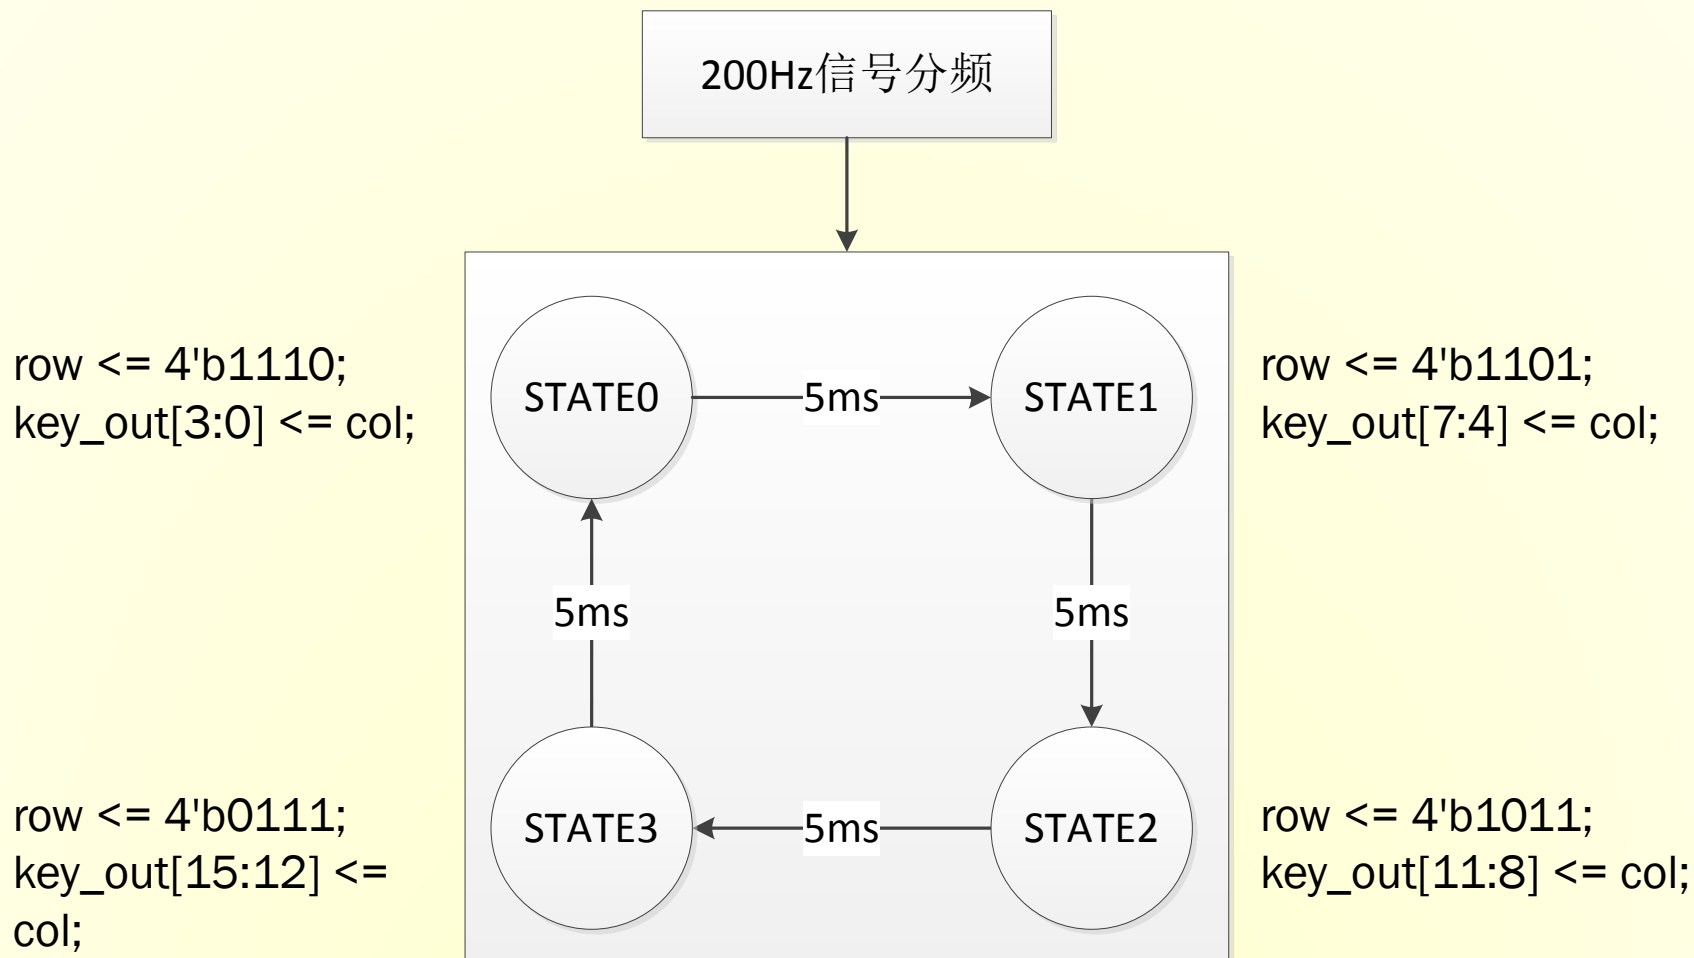 200Hz信号分频
row <= 4'b1110;
key_out[3:0] <= col;
STATE0
5ms
STATE1
row <= 4'b1101;
key_out[7:4] <= col;
5ms
5ms
row <= 4'b0111;
key_out[15:12] <=
col;
STATE3
5ms
STATE2
row <= 4'b1011;
key_out[11:8] <= col;